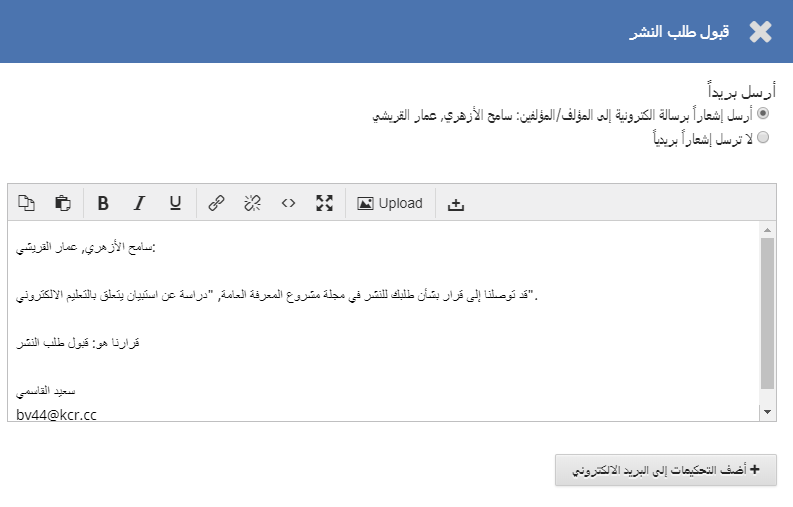 قبول طلب النشر
أرسل بريداً
أرسل إشعاراً برسالة الكترونية إلى المؤلف/المؤلفين: سامح الأزهري, عمار القريشي
لا ترسل إشعاراً بريدياً
B I U <> Upload
سامح الأزهري, عمار القريشي:
قد توصلنا إلى قرار بشأن طلبك للنشر في مجلة مشروع المعرفة العامة, "دراسة عن استبيان يتعلق بالتعليم الالكتروني".
قرارنا هو: قبول طلب النشر
سعيد القاسمي
bv44@kcr.cc
+ أضف التحكيمات إلى البريد الالكتروني